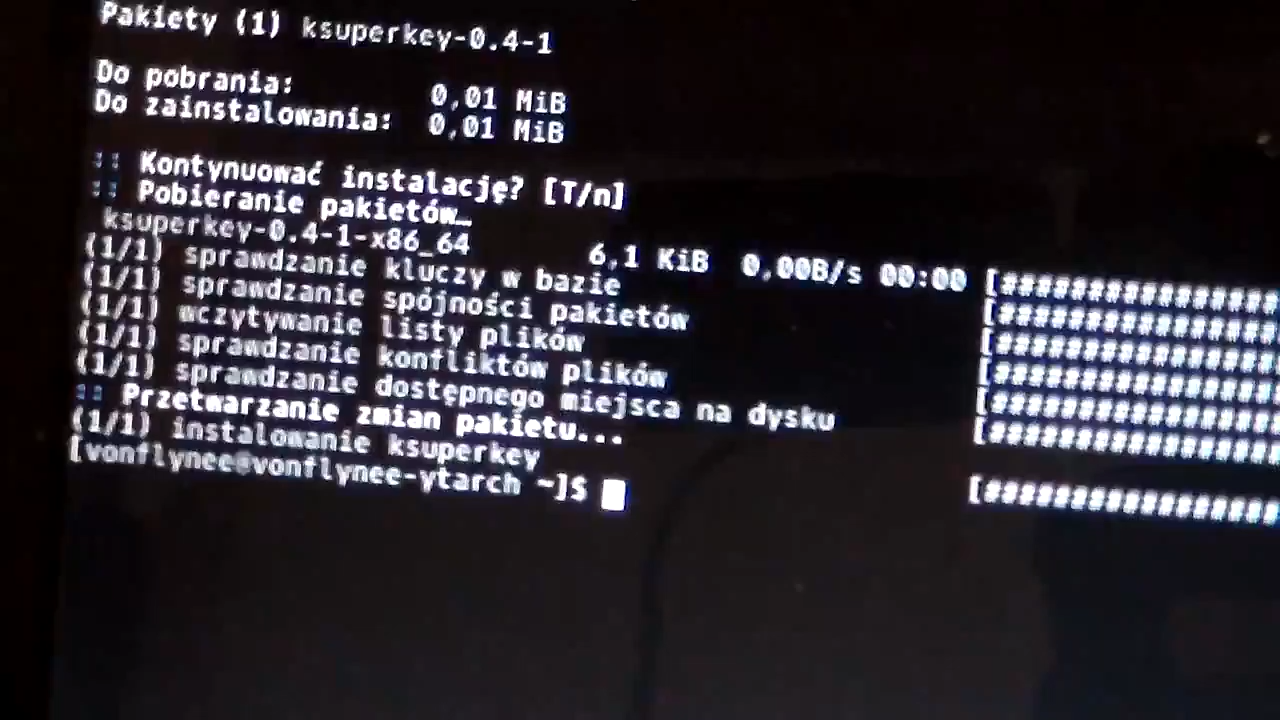 Pakiety (1) ksuperkey-0.4-1
Do pobrania: 0,01 MiB
Do zainstalowania: 0,01 MiB
:: Kontynuować instalację? [T/n]
:: Pobieranie pakietów…
ksuperkey-0.4-1-x86_64 6,1 KiB 0,00B/s 00:00 [################
(1/1) sprawdzanie kluczy w bazie [################
(1/1) sprawdzanie spójności pakietów [################
(1/1) wczytywanie listy plików [################
(1/1) sprawdzanie konfliktów plików [################
(1/1) sprawdzanie dostępnego miejsca na dysku [################
:: Przetwarzanie zmian pakietu...
(1/1) instalowanie ksuperkey [################
[vonflynee@vonflynee-ytarch ~]$